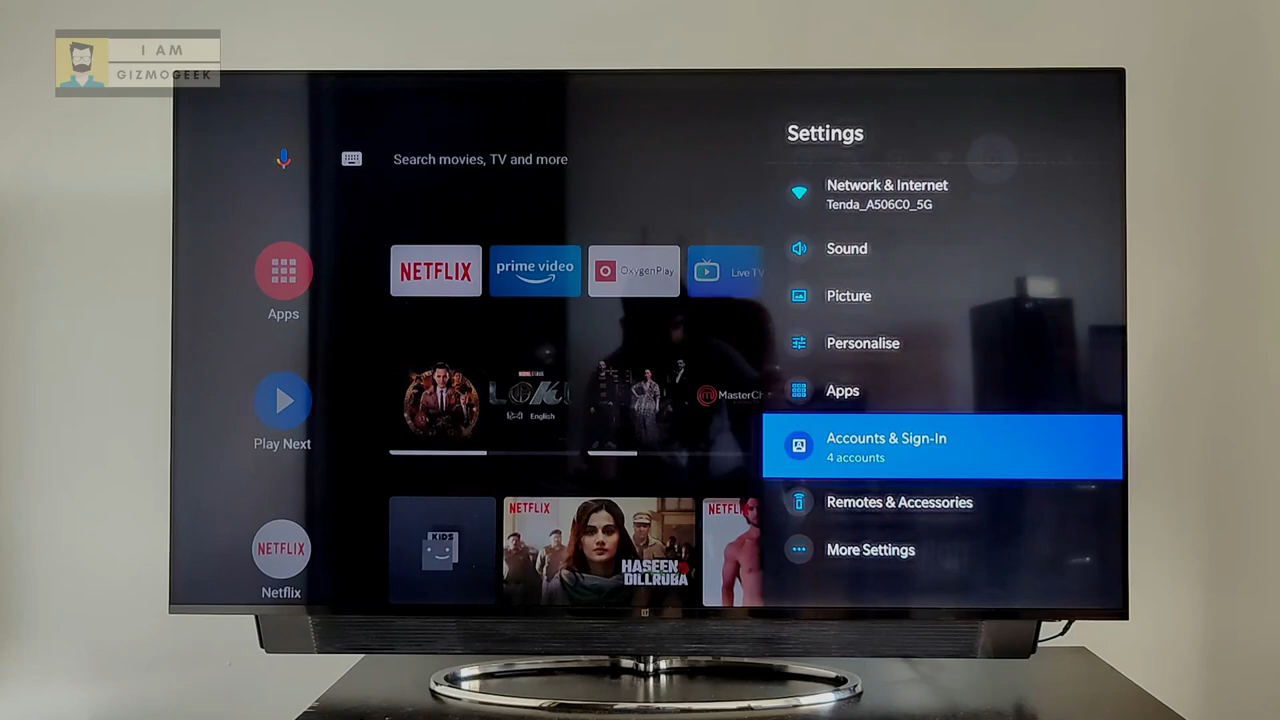 I AM
GIZMOGEEK
Settings
Search movies, TV and more
Network & Internet
Tenda_A506C0_5G
Sound
Picture
Personalise
Apps
Accounts & Sign-In
4 accounts
Remotes & Accessories
More Settings
Apps
Play Next
NETFLIX
Netflix
NETFLIX
prime video
OxygenPlay
Live TV
LOKI
हिन्दी English
MasterCh
KIDS
NETFLIX
HASEEN
DILLRUBA
NETFLI